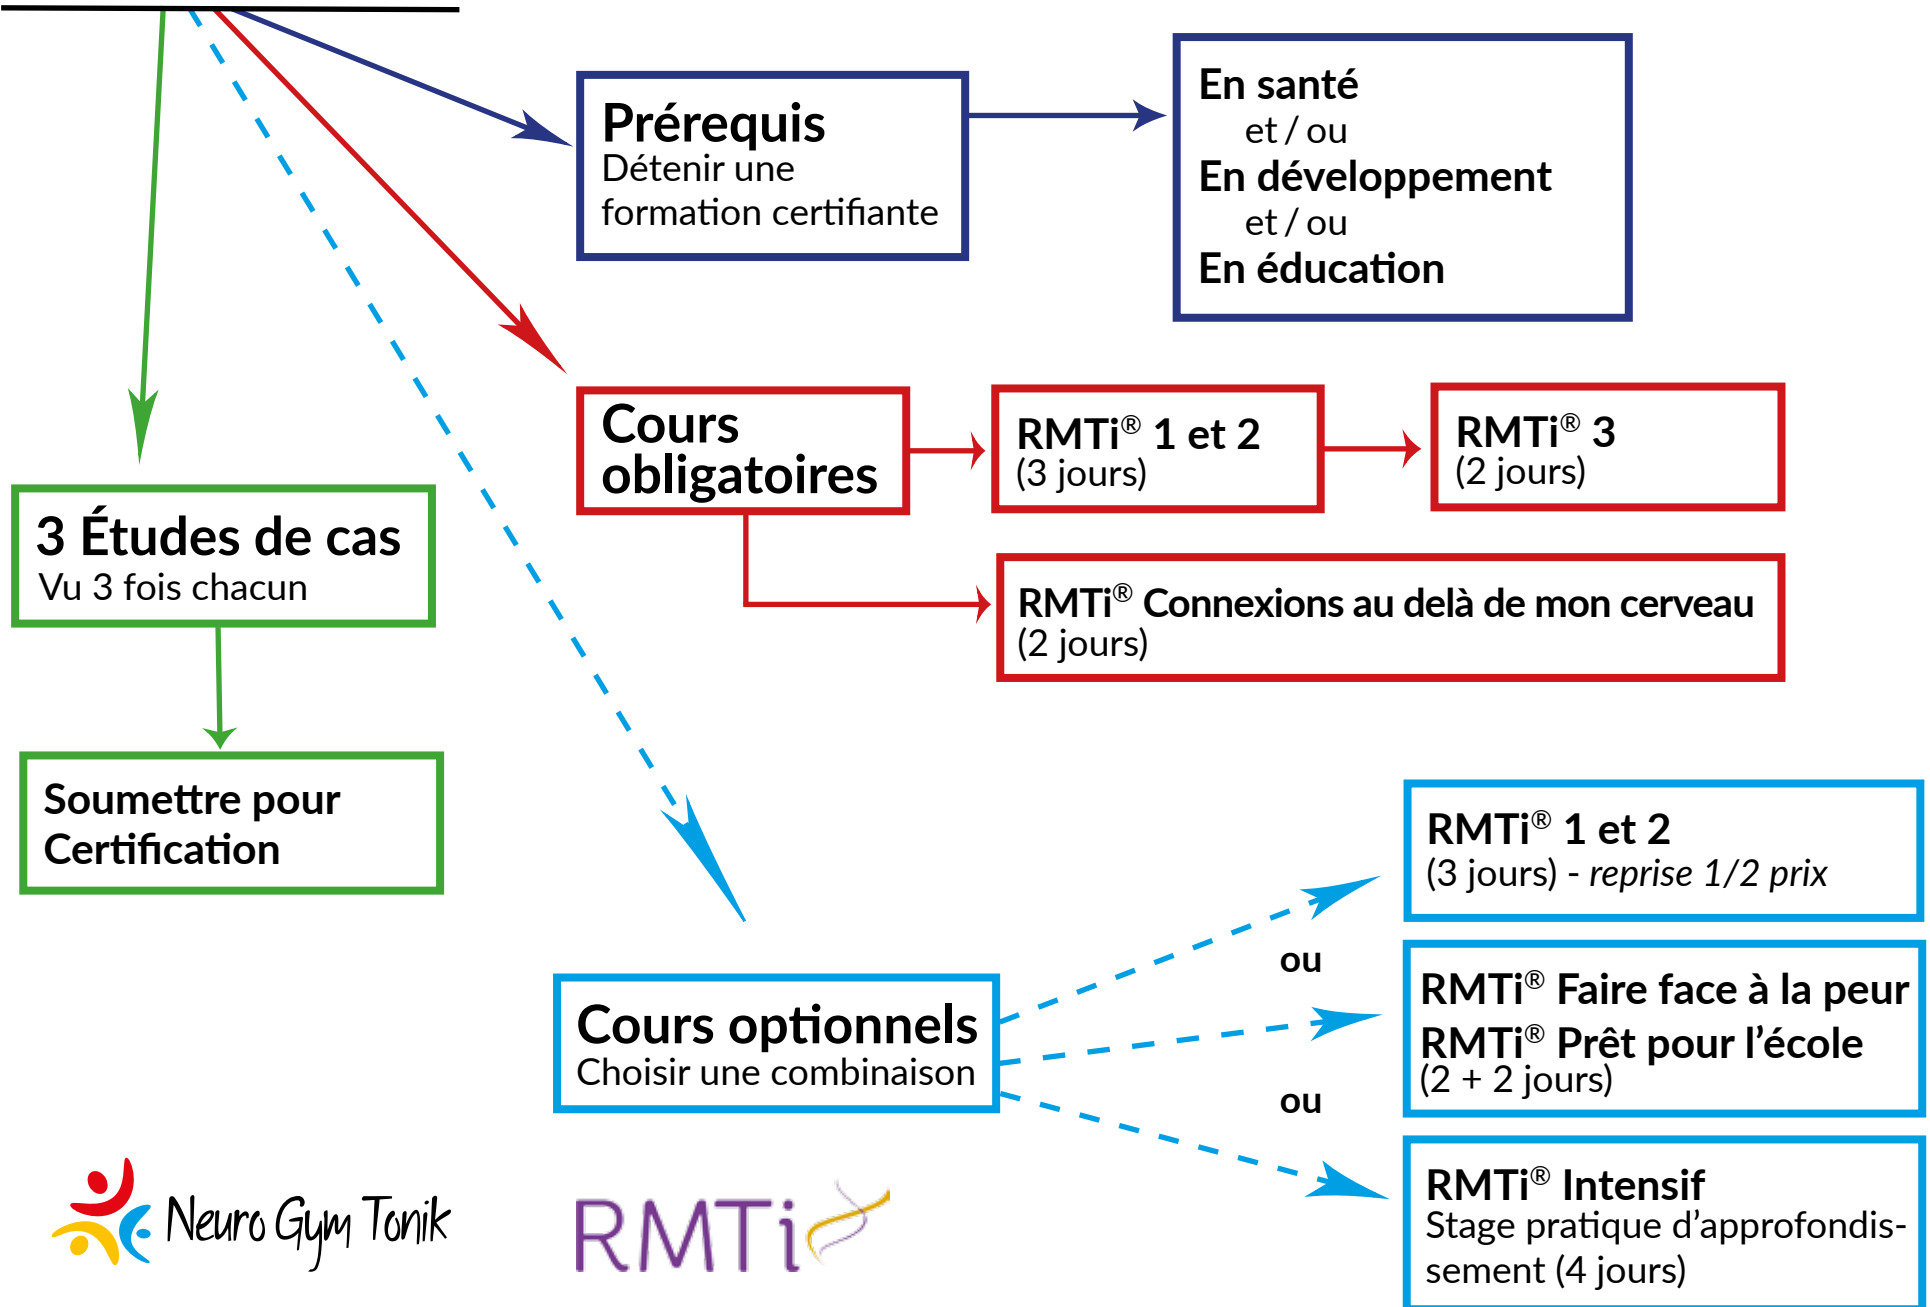 Prérequis
Détenir une
formation certifiante
En santé
et / ou
En développement
et / ou
En éducation
Cours
obligatoires
RMTi® 1 et 2
(3 jours)
RMTi® 3
(2 jours)
RMTi® Connexions au delà de mon cerveau
(2 jours)
3 Études de cas
Vu 3 fois chacun
Soumettre pour
Certification
Cours optionnels
Choisir une combinaison
RMTi® 1 et 2
(3 jours) - reprise 1/2 prix
ou
RMTi® Faire face à la peur
RMTi® Prêt pour l'école
(2 + 2 jours)
ou
RMTi® Intensif
Stage pratique d'approfondis-
sement (4 jours)
Neuro Gym Tonik
RMTi